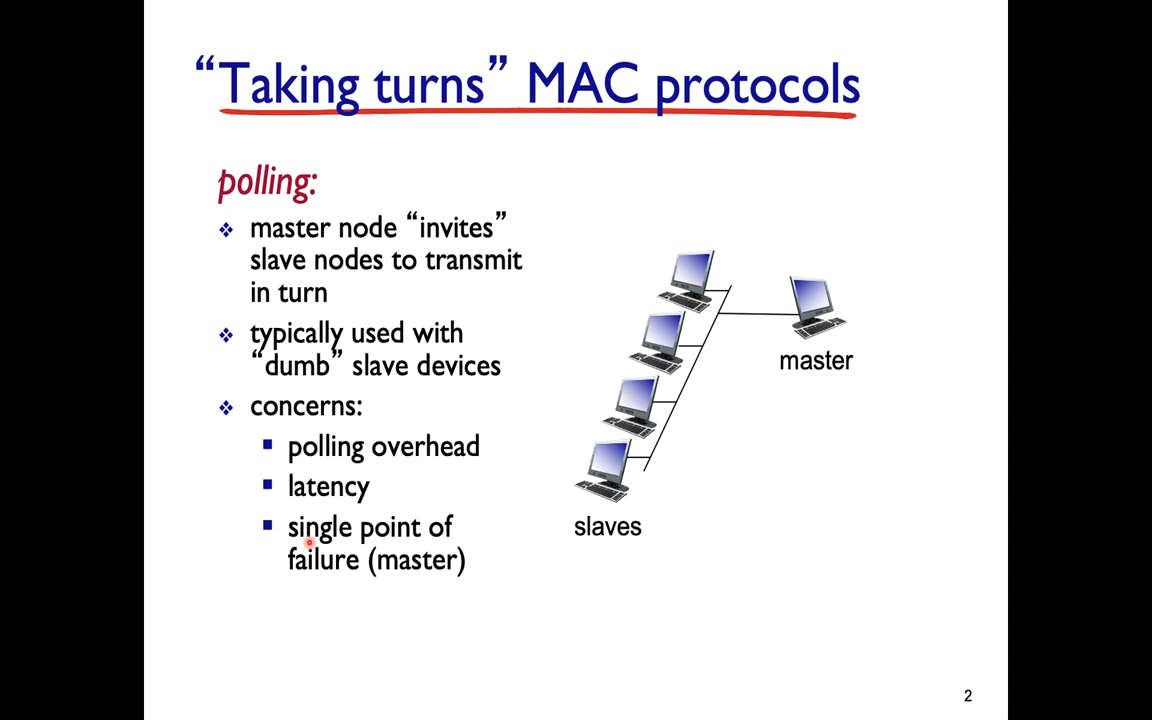 “Taking turns” MAC protocols
polling:
master node “invites”
slave nodes to transmit
in turn
typically used with
“dumb” slave devices
concerns:
polling overhead
latency
single point of
failure (master)
master
slaves
2